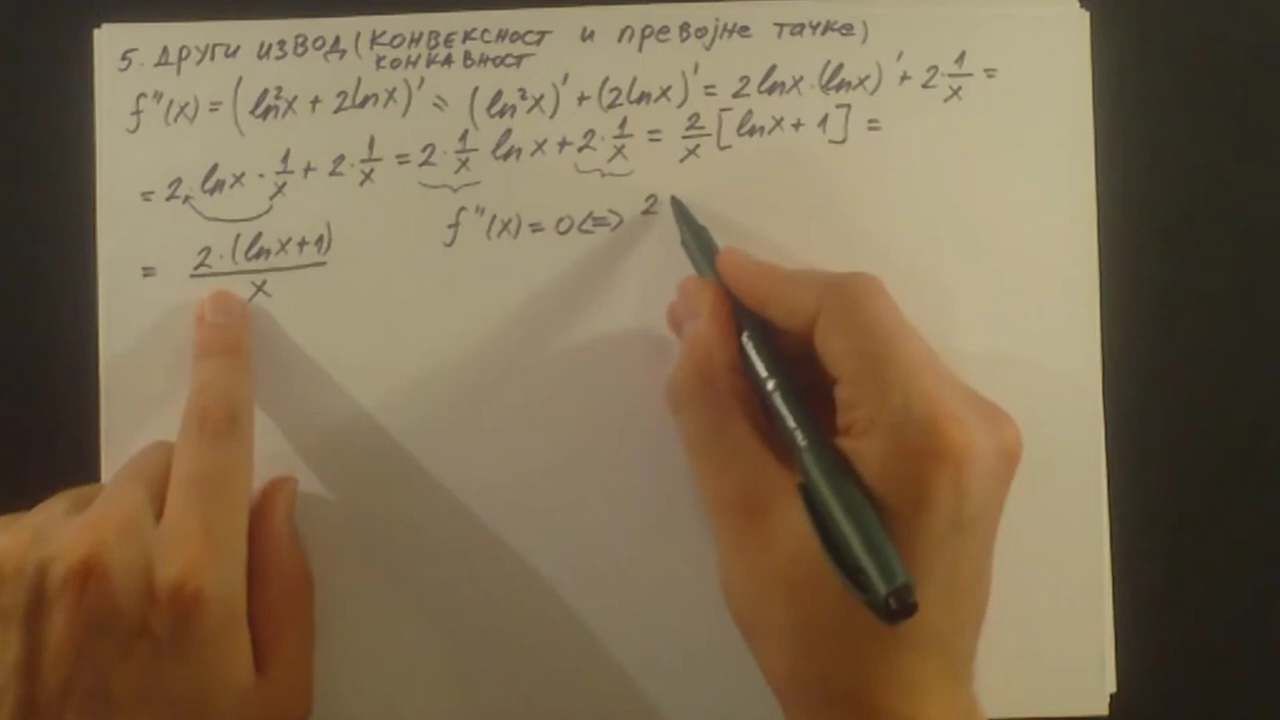 5. ДРУГИ ИЗВОД (КОНВЕКСНОСТ И ПРЕВОЈНЕ ТАЧКЕ)
КОНКАВНОСТ
f''(x) = (ln²x + 2lnx)' = (ln²x)' + (2lnx)' = 2lnx·(lnx)' + 2·1/x =
= 2·lnx·1/x + 2·1/x = 2·1/x lnx + 2·1/x = 2/x [lnx + 1] =
= 2·(lnx+1)/x f''(x) = 0 <=> 2